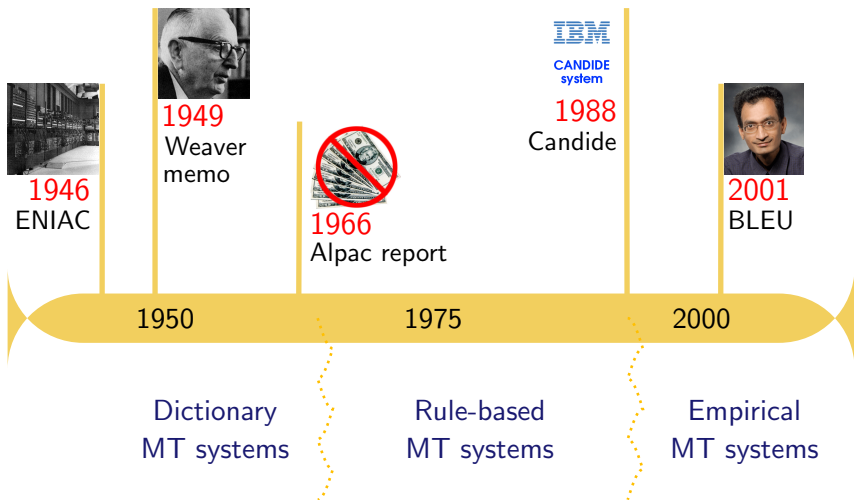 1946
ENIAC
1949
Weaver
memo
1966
Alpac report
IBM
CANDIDE
system
1988
Candide
2001
BLEU
1950
1975
2000
Dictionary
MT systems
Rule-based
MT systems
Empirical
MT systems